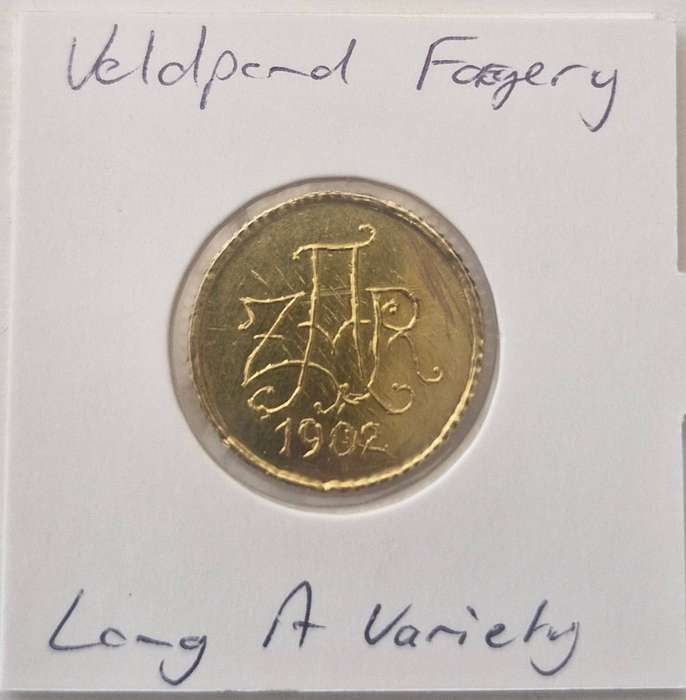 Veldpond Forgery
ZAR
1902
Long A Variety